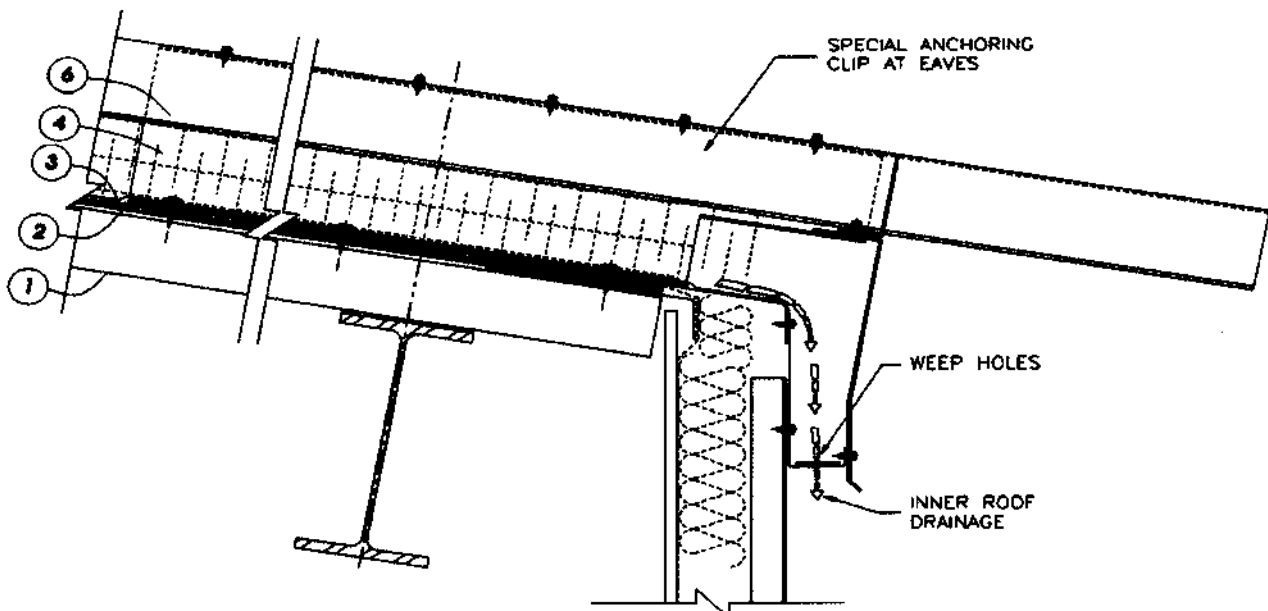 SPECIAL ANCHORING
CLIP AT EAVES
6
4
3
2
1
WEEP HOLES
INNER ROOF
DRAINAGE